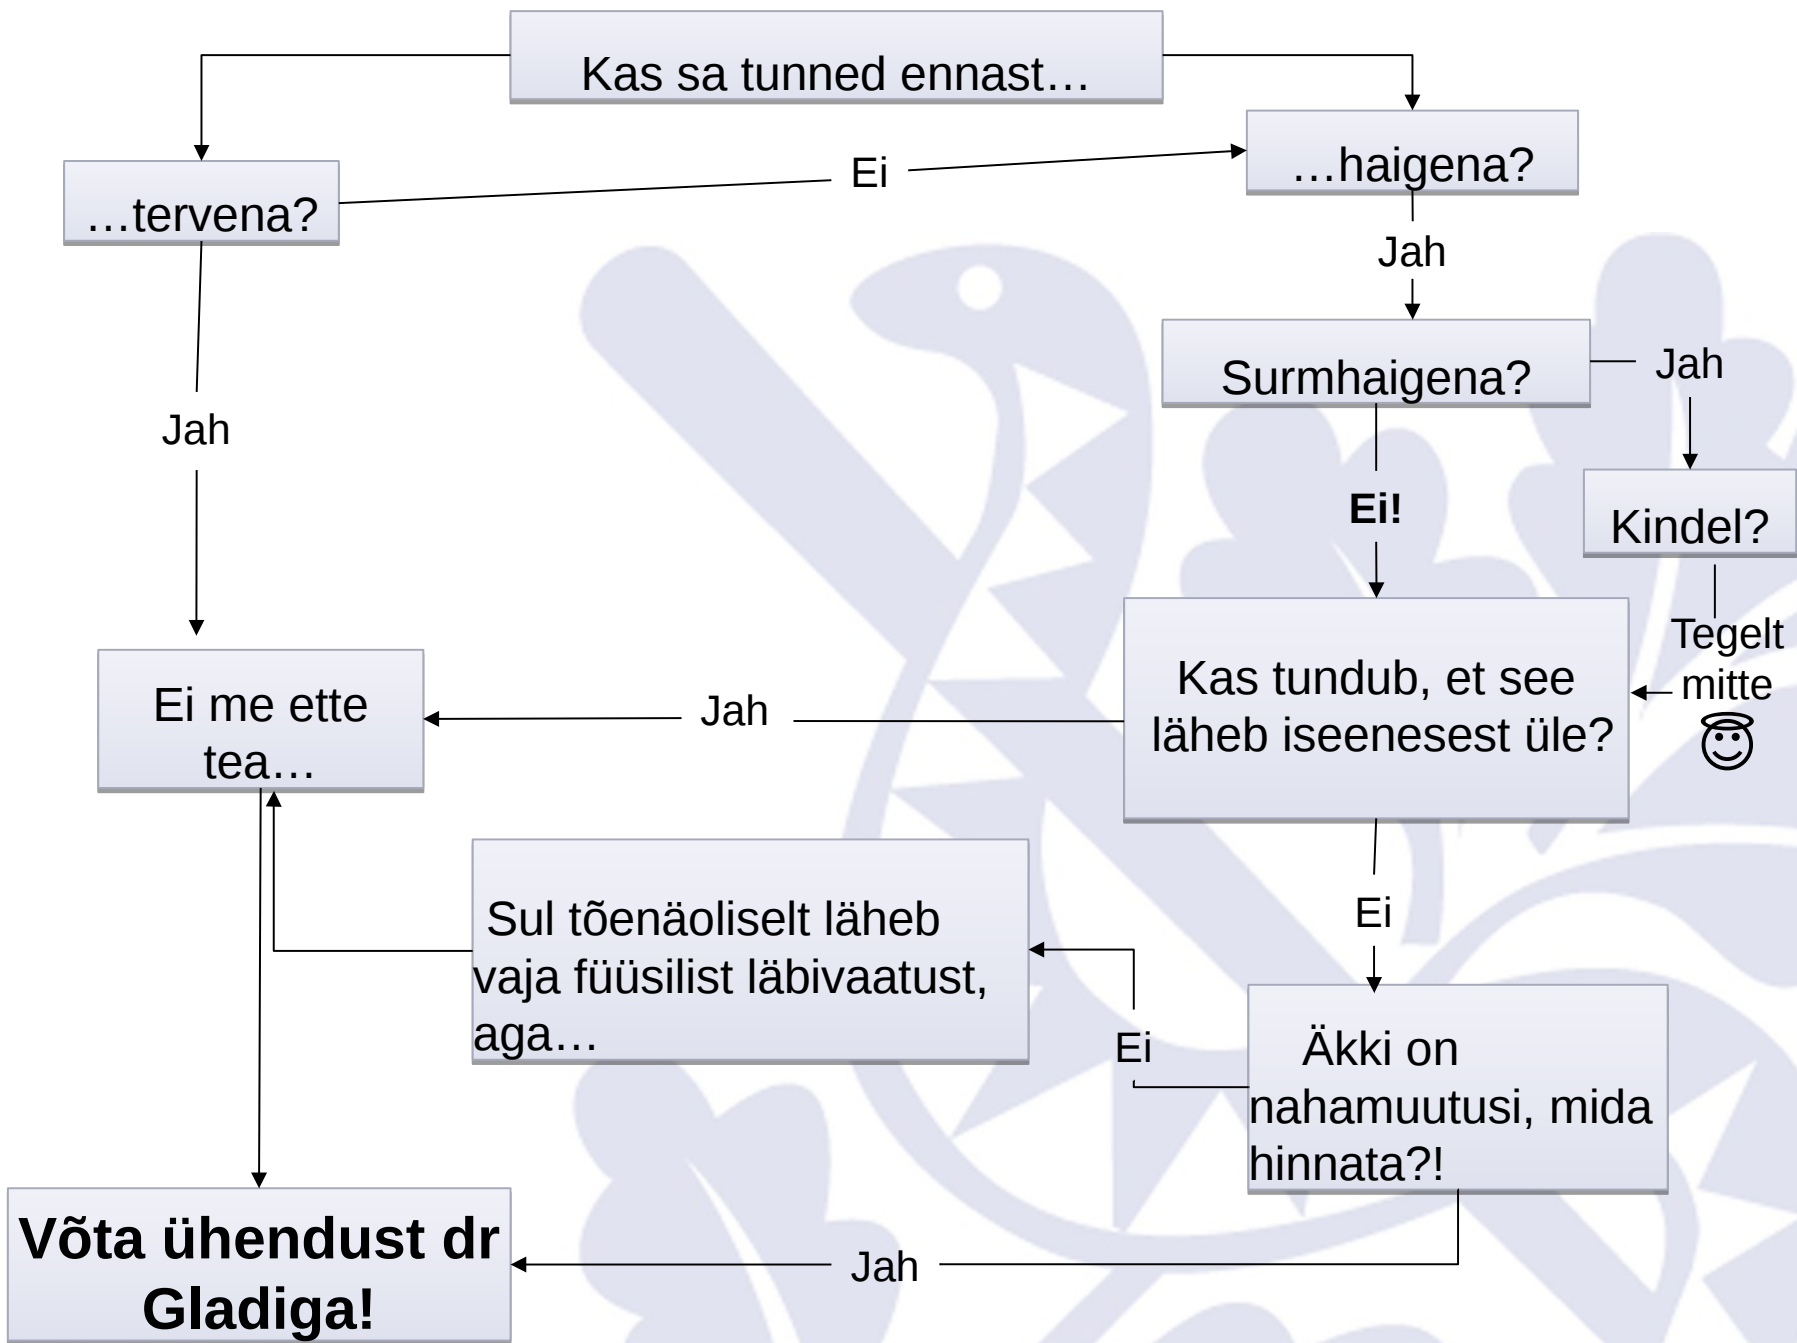 Kas sa tunned ennast…
…haigena?
Ei
…tervena?
Jah
Surmhaigena?
Jah
Jah
Ei!
Kindel?
Tegelt
mitte
Kas tundub, et see
läheb iseenesest üle?
Jah
Ei me ette
tea…
Sul tõenäoliselt läheb
vaja füüsilist läbivaatust,
aga…
Ei
Ei
Äkki on
nahamuutusi, mida
hinnata?!
Võta ühendust dr
Gladiga!
Jah